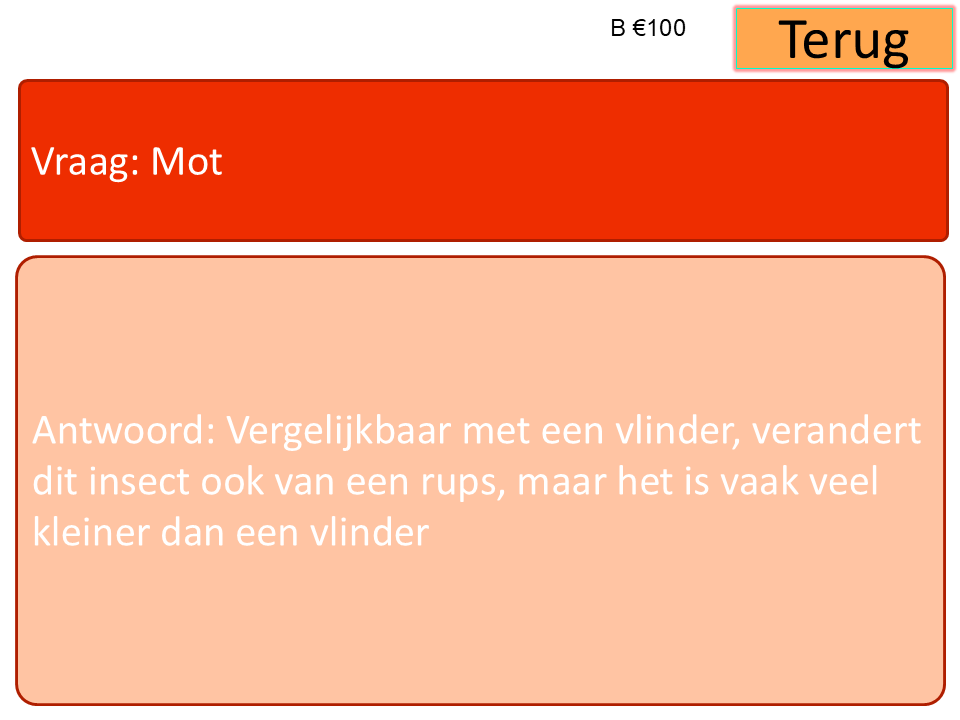 B €100
Terug
Vraag: Mot
Antwoord: Vergelijkbaar met een vlinder, verandert
dit insect ook van een rups, maar het is vaak veel
kleiner dan een vlinder